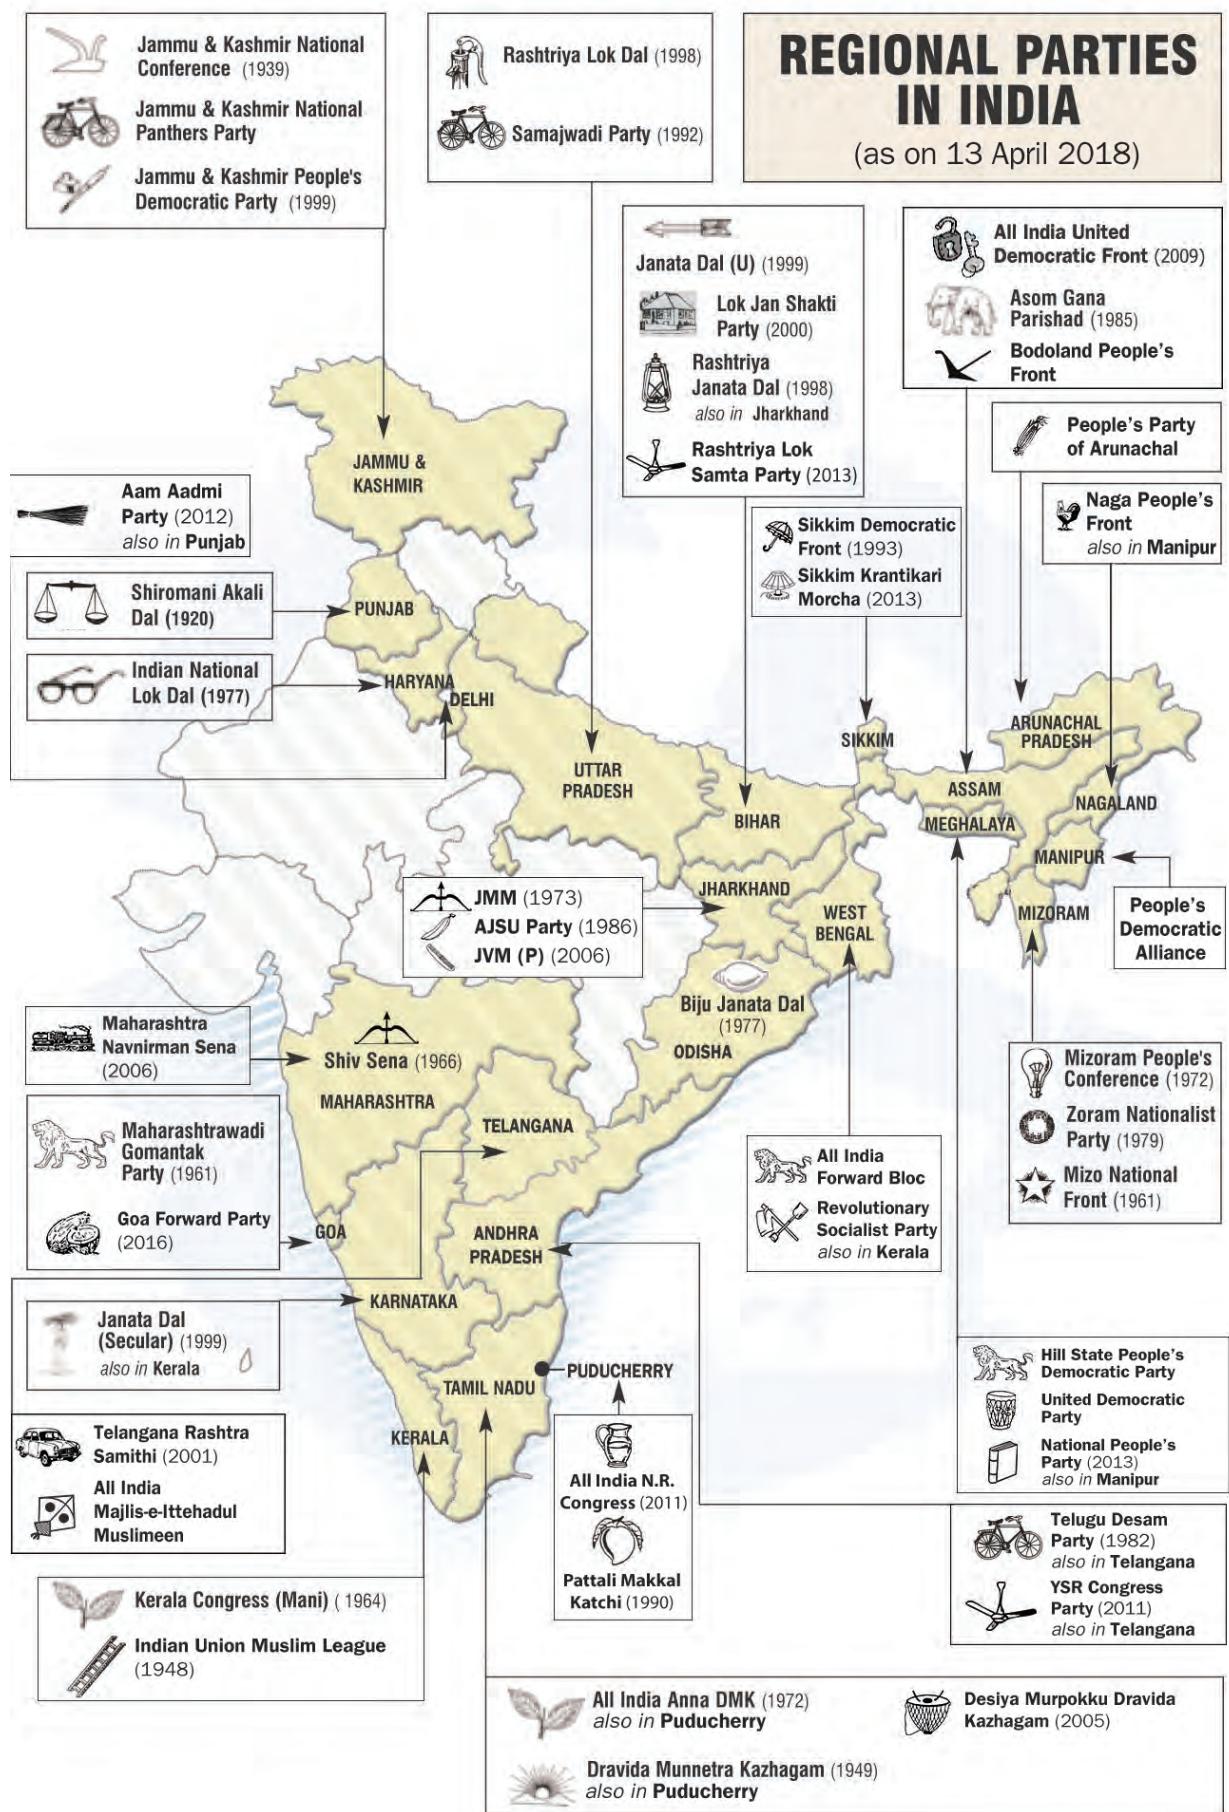 REGIONAL PARTIES
IN INDIA
(as on 13 April 2018)
Jammu & Kashmir National
Conference (1939)
Jammu & Kashmir National
Panthers Party
Jammu & Kashmir People's
Democratic Party (1999)
Rashtriya Lok Dal (1998)
Samajwadi Party (1992)
Janata Dal (U) (1999)
Lok Jan Shakti
Party (2000)
Rashtriya
Janata Dal (1998)
also in Jharkhand
Rashtriya Lok
Samta Party (2013)
All India United
Democratic Front (2009)
Asom Gana
Parishad (1985)
Bodoland People's
Front
People's Party
of Arunachal
Naga People's
Front
also in Manipur
Sikkim Democratic
Front (1993)
Sikkim Krantikari
Morcha (2013)
Aam Aadmi
Party (2012)
also in Punjab
Shiromani Akali
Dal (1920)
Indian National
Lok Dal (1977)
JAMMU &
KASHMIR
PUNJAB
HARYANA
DELHI
UTTAR
PRADESH
BIHAR
SIKKIM
ARUNACHAL
PRADESH
ASSAM
NAGALAND
MEGHALAYA
MANIPUR
MIZORAM
JHARKHAND
WEST
BENGAL
People's
Democratic
Alliance
JMM (1973)
AJSU Party (1986)
JVM (P) (2006)
Biju Janata Dal
(1977)
ODISHA
Maharashtra
Navnirman Sena
(2006)
Shiv Sena (1966)
MAHARASHTRA
TELANGANA
Maharashtrawadi
Gomantak
Party (1961)
Goa Forward Party
(2016)
GOA
ANDHRA
PRADESH
KARNATAKA
Mizoram People's
Conference (1972)
Zoram Nationalist
Party (1979)
Mizo National
Front (1961)
All India
Forward Bloc
Revolutionary
Socialist Party
also in Kerala
Janata Dal
(Secular) (1999)
also in Kerala
PUDUCHERRY
TAMIL NADU
KERALA
Hill State People's
Democratic Party
United Democratic
Party
National People's
Party (2013)
also in Manipur
Telangana Rashtra
Samithi (2001)
All India
Majlis-e-Ittehadul
Muslimeen
All India N.R.
Congress (2011)
Pattali Makkal
Katchi (1990)
Telugu Desam
Party (1982)
also in Telangana
YSR Congress
Party (2011)
also in Telangana
Kerala Congress (Mani) ( 1964)
Indian Union Muslim League
(1948)
All India Anna DMK (1972)
also in Puducherry
Desiya Murpokku Dravida
Kazhagam (2005)
Dravida Munnetra Kazhagam (1949)
also in Puducherry